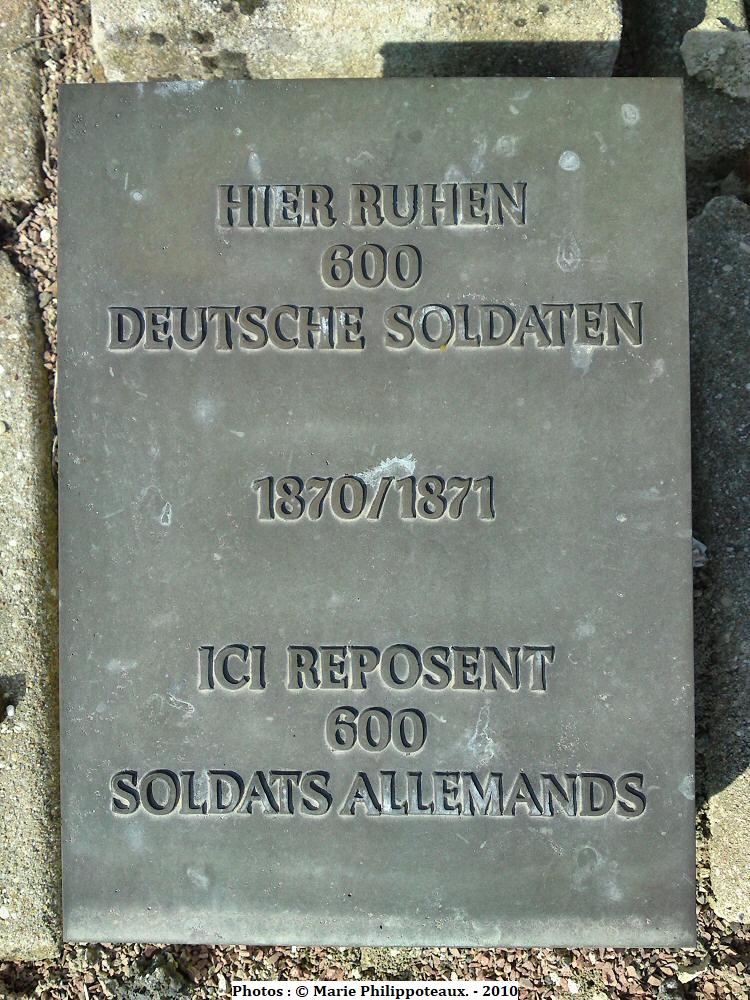 HIER RUHEN
600
DEUTSCHE SOLDATEN
1870/1871
ICI REPOSENT
600
SOLDATS ALLEMANDS
Photos : © Marie Philippoteaux. - 2010